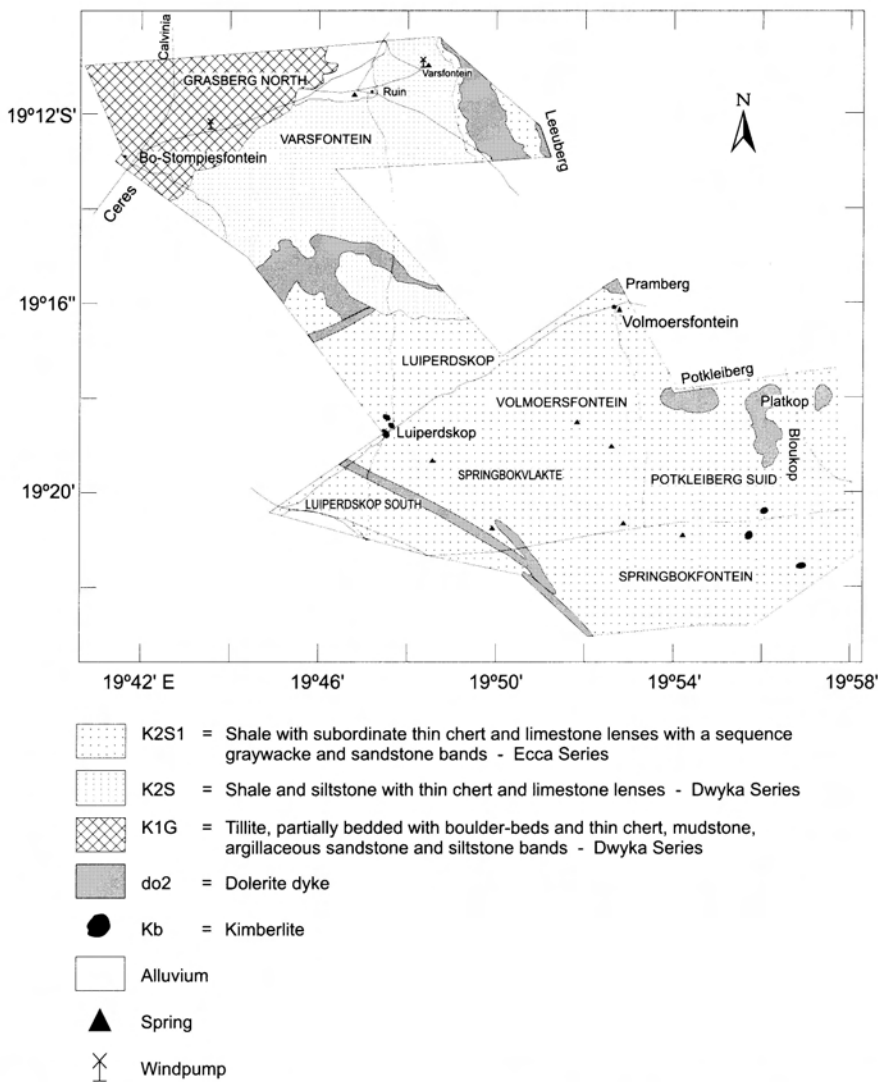 Calvinia
GRASBERG NORTH
Varsfontein
Ruin
N
19º12'S'
VARSFONTEIN
Leeuberg
Bo-Stompiesfontein
Ceres
Pramberg
19º16"
Volmoersfontein
LUIPERDSKOP
Potkleiberg
VOLMOERSFONTEIN
Platkop
Luiperdskop
Bloukop
SPRINGBOKVLAKTE
POTKLEIBERG SUID
19º20'
LUIPERDSKOP SOUTH
SPRINGBOKFONTEIN
19º42' E
19º46'
19º50'
19º54'
19º58'
K2S1 = Shale with subordinate thin chert and limestone lenses with a sequence
graywacke and sandstone bands - Ecca Series
K2S = Shale and siltstone with thin chert and limestone lenses - Dwyka Series
K1G = Tillite, partially bedded with boulder-beds and thin chert, mudstone,
argillaceous sandstone and siltstone bands - Dwyka Series
do2 = Dolerite dyke
Kb = Kimberlite
Alluvium
Spring
Windpump